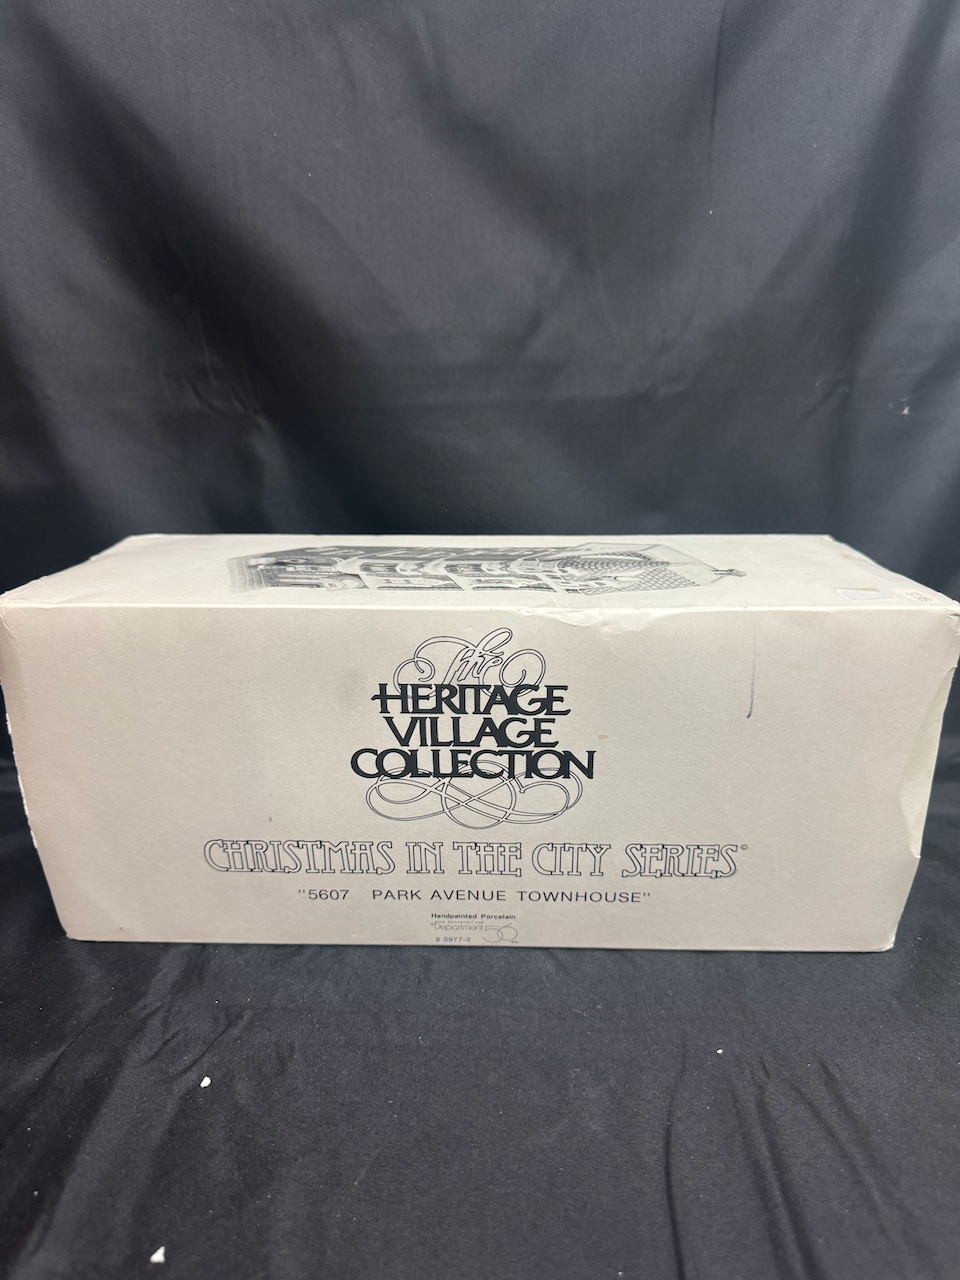 The
HERITAGE
VILLAGE
COLLECTION
CHRISTMAS IN THE CITY SERIES©
"5607 PARK AVENUE TOWNHOUSE"
Handpainted Porcelain
Department 56
# 5977-3